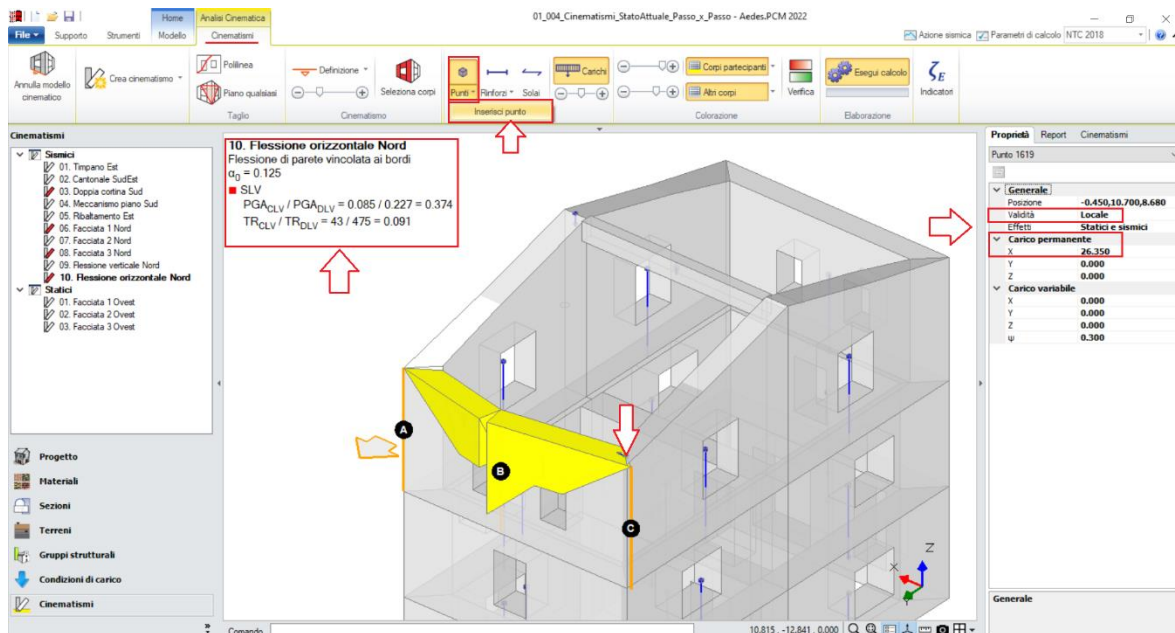 01_004_Cinematismi_StatoAttuale_Passo_x_Passo - Aedes.PCM 2022
Home
Analisi Cinematica
File
Supporto
Strumenti
Modello
Cinematismi
Azione sismica
Parametri di calcolo
NTC 2018
Annulla modello
cinematico
Crea cinematismo
Polilinea
Piano qualsiasi
Taglio
Definizione
Seleziona corpi
Cinematismo
Punti
Rinforzi
Solai
Carichi
Inserisci punto
Corpi partecipanti
Altri corpi
Verifica
Colorazione
Esegui calcolo
Elaborazione
ζE
Indicatori
Cinematismi
Sismici
01. Timpano Est
02. Cantonale SudEst
03. Doppia cortina Sud
04. Meccanismo piano Sud
05. Ribaltamento Est
06. Facciata 1 Nord
07. Facciata 2 Nord
08. Facciata 3 Nord
09. Flessione verticale Nord
10. Flessione orizzontale Nord
Statici
01. Facciata 1 Ovest
02. Facciata 2 Ovest
03. Facciata 3 Ovest
Progetto
Materiali
Sezioni
Terreni
Gruppi strutturali
Condizioni di carico
Cinematismi
10. Flessione orizzontale Nord
Flessione di parete vincolata ai bordi
α0 = 0.125
SLV
PGACLV / PGADLV = 0.085 / 0.227 = 0.374
TRCLV / TRDLV = 43 / 475 = 0.091
A
B
C
Z
X
Y
Comando
10.815 , -12.841 , 0.000
Proprietà
Report
Cinematismi
Punto 1619
Generale
Posizione -0.450,10.700,8.680
Validità Locale
Effetti Statici e sismici
Carico permanente
X 26.350
Y 0.000
Z 0.000
Carico variabile
X 0.000
Y 0.000
Z 0.000
ψ 0.300
Generale